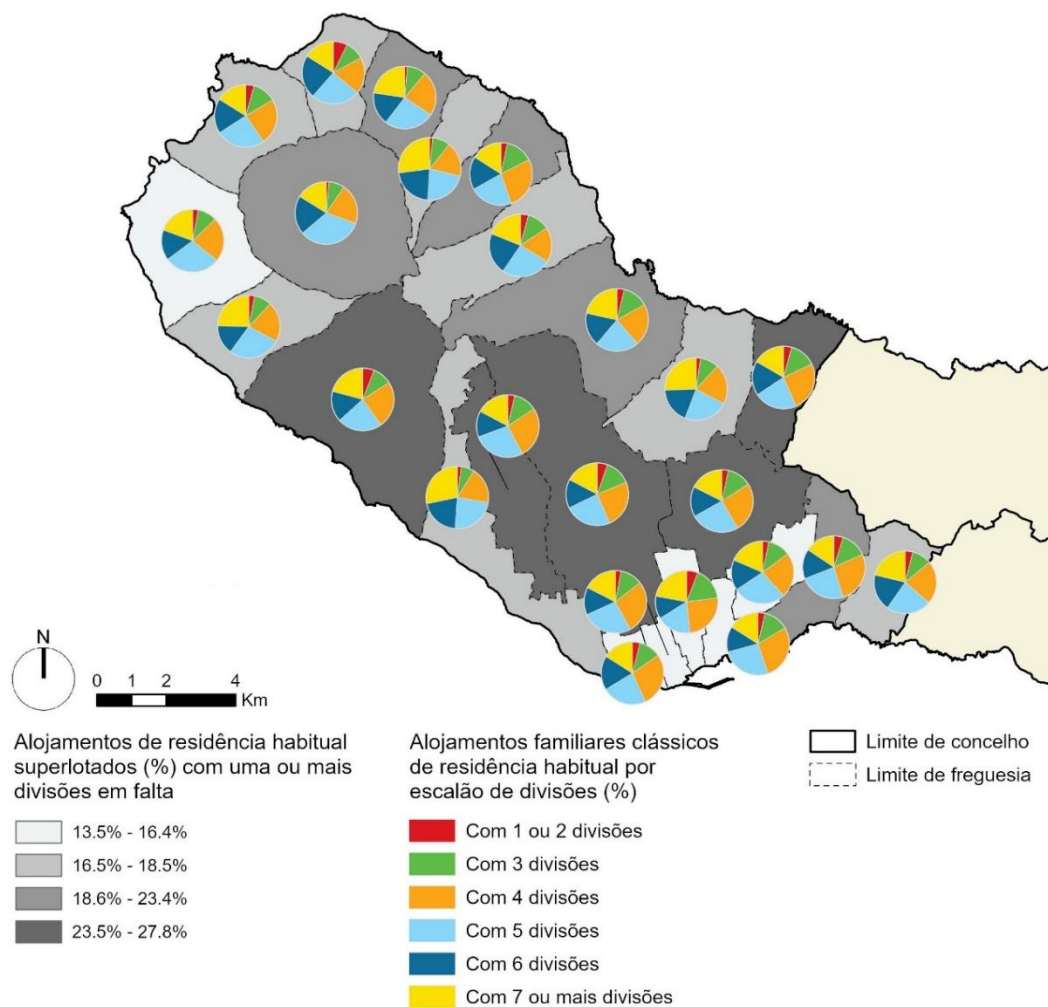 N
0 1 2 4
Km
Alojamentos de residência habitual
superlotados (%) com uma ou mais
divisões em falta
13.5% - 16.4%
16.5% - 18.5%
18.6% - 23.4%
23.5% - 27.8%
Alojamentos familiares clássicos
de residência habitual por
escalão de divisões (%)
Com 1 ou 2 divisões
Com 3 divisões
Com 4 divisões
Com 5 divisões
Com 6 divisões
Com 7 ou mais divisões
Limite de concelho
Limite de freguesia